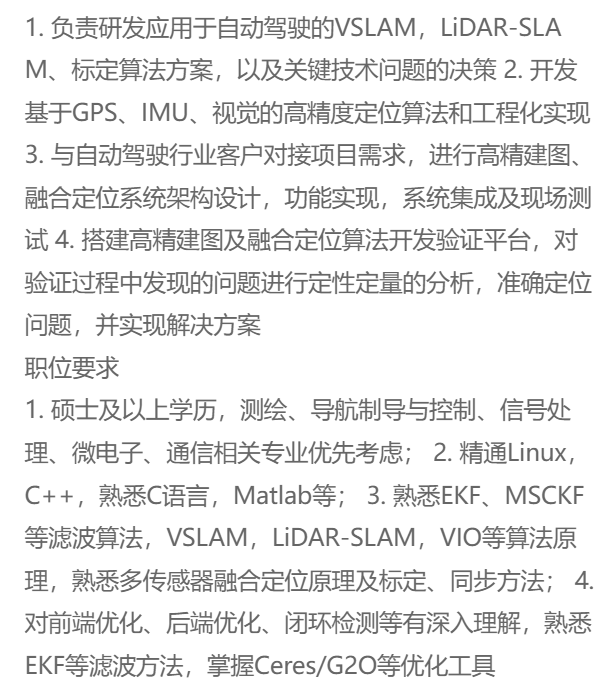 1. 负责研发应用于自动驾驶的VSLAM，LiDAR-SLA
M、标定算法方案，以及关键技术问题的决策 2. 开发
基于GPS、IMU、视觉的高精度定位算法和工程化实现
3. 与自动驾驶行业客户对接项目需求，进行高精建图、
融合定位系统架构设计，功能实现，系统集成及现场测
试 4. 搭建高精建图及融合定位算法开发验证平台，对
验证过程中发现的问题进行定性定量的分析，准确定位
问题，并实现解决方案
职位要求
1. 硕士及以上学历，测绘、导航制导与控制、信号处
理、微电子、通信相关专业优先考虑； 2. 精通Linux，
C++，熟悉C语言，Matlab等； 3. 熟悉EKF、MSCKF
等滤波算法，VSLAM，LiDAR-SLAM，VIO等算法原
理，熟悉多传感器融合定位原理及标定、同步方法； 4.
对前端优化、后端优化、闭环检测等有深入理解，熟悉
EKF等滤波方法，掌握Ceres/G2O等优化工具